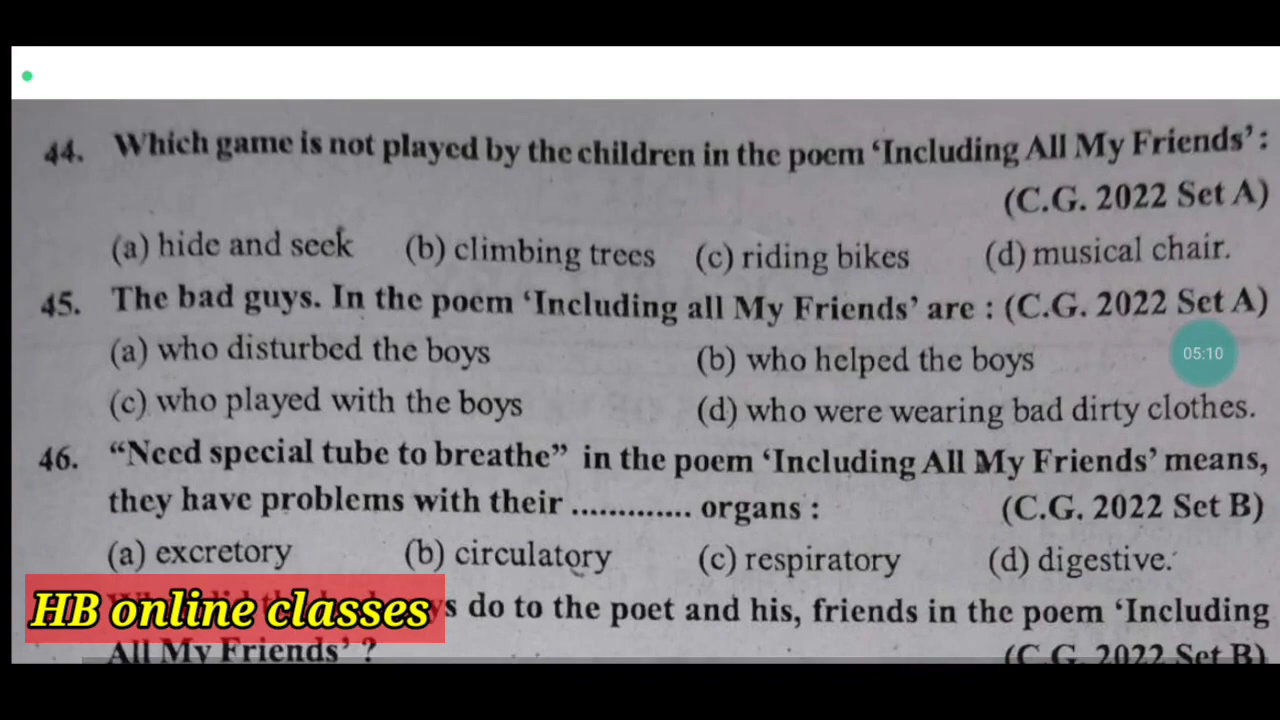 44. Which game is not played by the children in the poem ‘Including All My Friends’ :
(C.G. 2022 Set A)
(a) hide and seek (b) climbing trees (c) riding bikes (d) musical chair.
45. The bad guys. In the poem ‘Including all My Friends’ are : (C.G. 2022 Set A)
(a) who disturbed the boys (b) who helped the boys
05:10
(c) who played with the boys (d) who were wearing bad dirty clothes.
46. “Need special tube to breathe” in the poem ‘Including All My Friends’ means,
they have problems with their ............. organs : (C.G. 2022 Set B)
(a) excretory (b) circulatory (c) respiratory (d) digestive.
HB online classes
do to the poet and his, friends in the poem ‘Including
All My Friends’ ? (C.G. 2022 Set B)